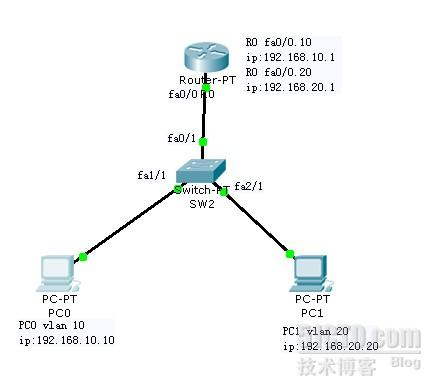 R0 fa0/0.10
ip:192.168.10.1
R0 fa0/0.20
ip:192.168.20.1
Router-PT
fa0/0 R0
fa0/1
fa1/1
fa2/1
Switch-PT
SW2
PC-PT
PC0
PC0 vlan 10
ip:192.168.10.10
PC-PT
PC1
PC1 vlan 20
ip:192.168.20.20
51CTO.com
技术博客 Blog